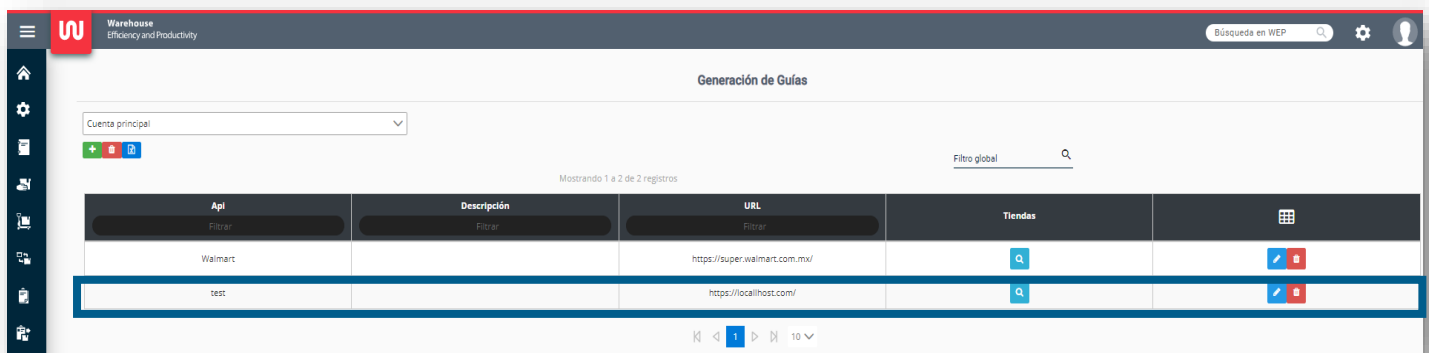 Warehouse
Efficiency and Productivity
Búsqueda en WEP
Generación de Guías
Cuenta principal
Filtro global
Mostrando 1 a 2 de 2 registros
Api Descripción URL Tiendas
Filtrar Filtrar Filtrar
Walmart https://super.walmart.com.mx/
test https://localhost.com/
1 10